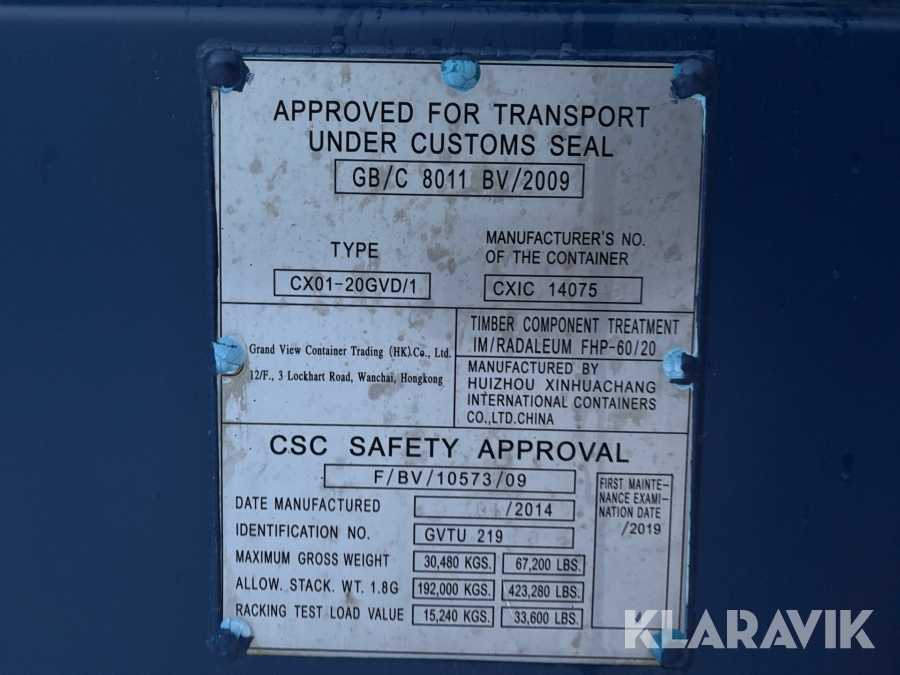 APPROVED FOR TRANSPORT
UNDER CUSTOMS SEAL
GB/C 8011 BV/2009
TYPE
CX01-20GVD/1
MANUFACTURER'S NO.
OF THE CONTAINER
CXIC 14075
Grand View Container Trading (HK).Co., Ltd.
12/F., 3 Lockhart Road, Wanchai, Hongkong
TIMBER COMPONENT TREATMENT
IM/RADALEUM FHP-60/20
MANUFACTURED BY
HUIZHOU XINHUACHANG
INTERNATIONAL CONTAINERS
CO.,LTD.CHINA
CSC SAFETY APPROVAL
F/BV/10573/09
DATE MANUFACTURED /2014
IDENTIFICATION NO. GVTU 219
MAXIMUM GROSS WEIGHT 30,480 KGS. 67,200 LBS.
ALLOW. STACK. WT. 1.8G 192,000 KGS. 423,280 LBS.
RACKING TEST LOAD VALUE 15,240 KGS. 33,600 LBS.
FIRST MAINTE-
NANCE EXAMI-
NATION DATE
/2019
KLARAVIK